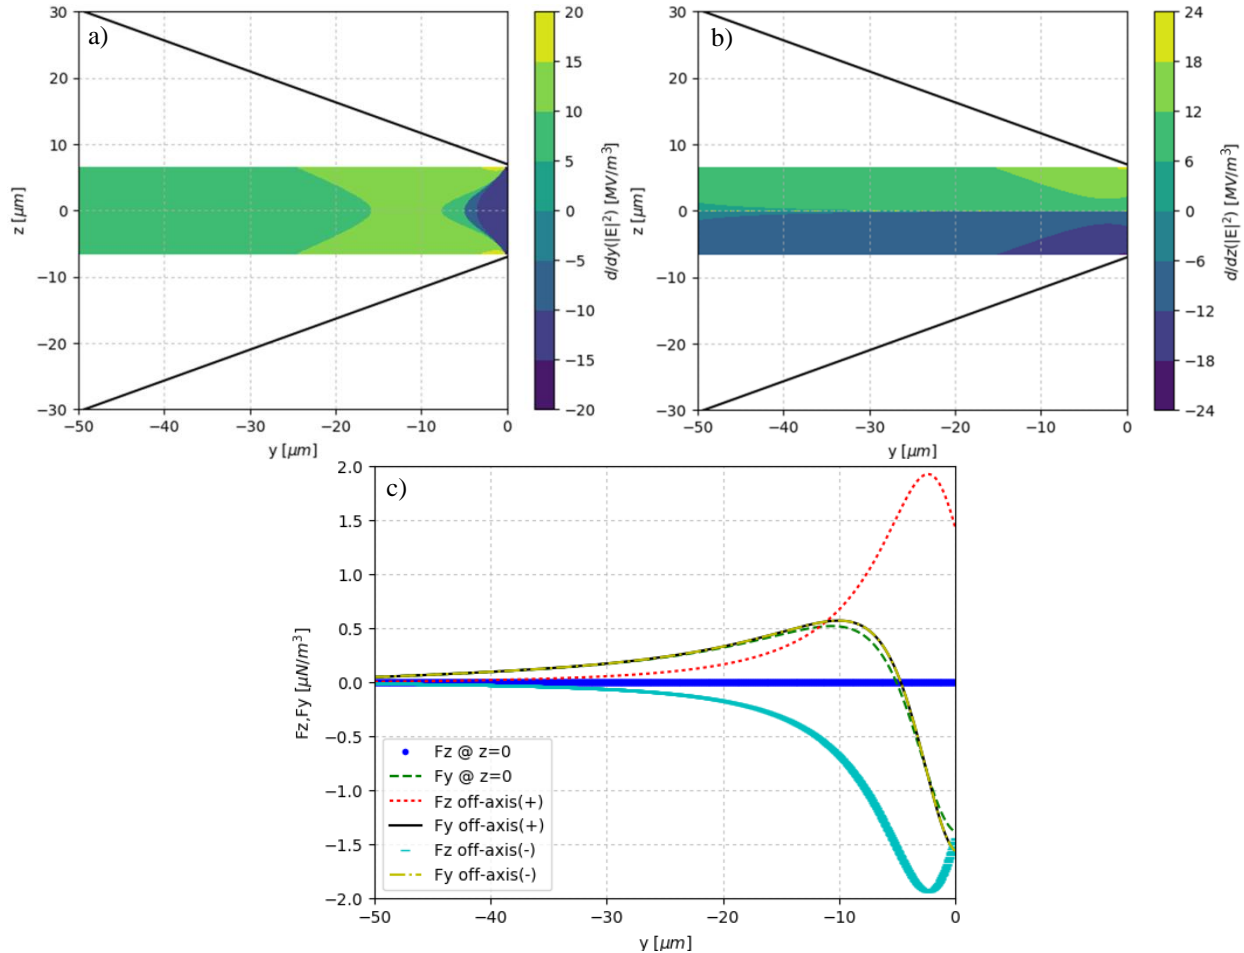 a)
30
20
10
0
−10
−20
−30
z [μm]
−50 −40 −30 −20 −10 0
y [μm]
20
15
10
5
0
−5
−10
−15
−20
d/dy(|E|²) [MV/m³]
b)
30
20
10
0
−10
−20
−30
z [μm]
−50 −40 −30 −20 −10 0
y [μm]
24
18
12
6
0
−6
−12
−18
−24
d/dz(|E|²) [MV/m³]
c)
2.0
1.5
1.0
0.5
0.0
−0.5
−1.0
−1.5
−2.0
Fz,Fy [μN/m³]
Fz @ z=0
Fy @ z=0
Fz off-axis(+)
Fy off-axis(+)
Fz off-axis(-)
Fy off-axis(-)
−50 −40 −30 −20 −10 0
y [μm]